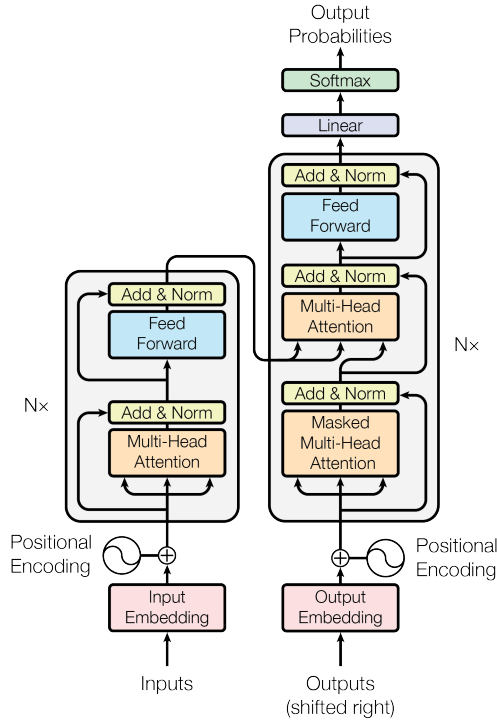 Output
Probabilities
Softmax
Linear
Add & Norm
Feed
Forward
Add & Norm
Multi-Head
Attention
Add & Norm
Masked
Multi-Head
Attention
N×
Add & Norm
Feed
Forward
N×
Add & Norm
Multi-Head
Attention
Positional
Encoding
Positional
Encoding
Input
Embedding
Output
Embedding
Inputs
Outputs
(shifted right)